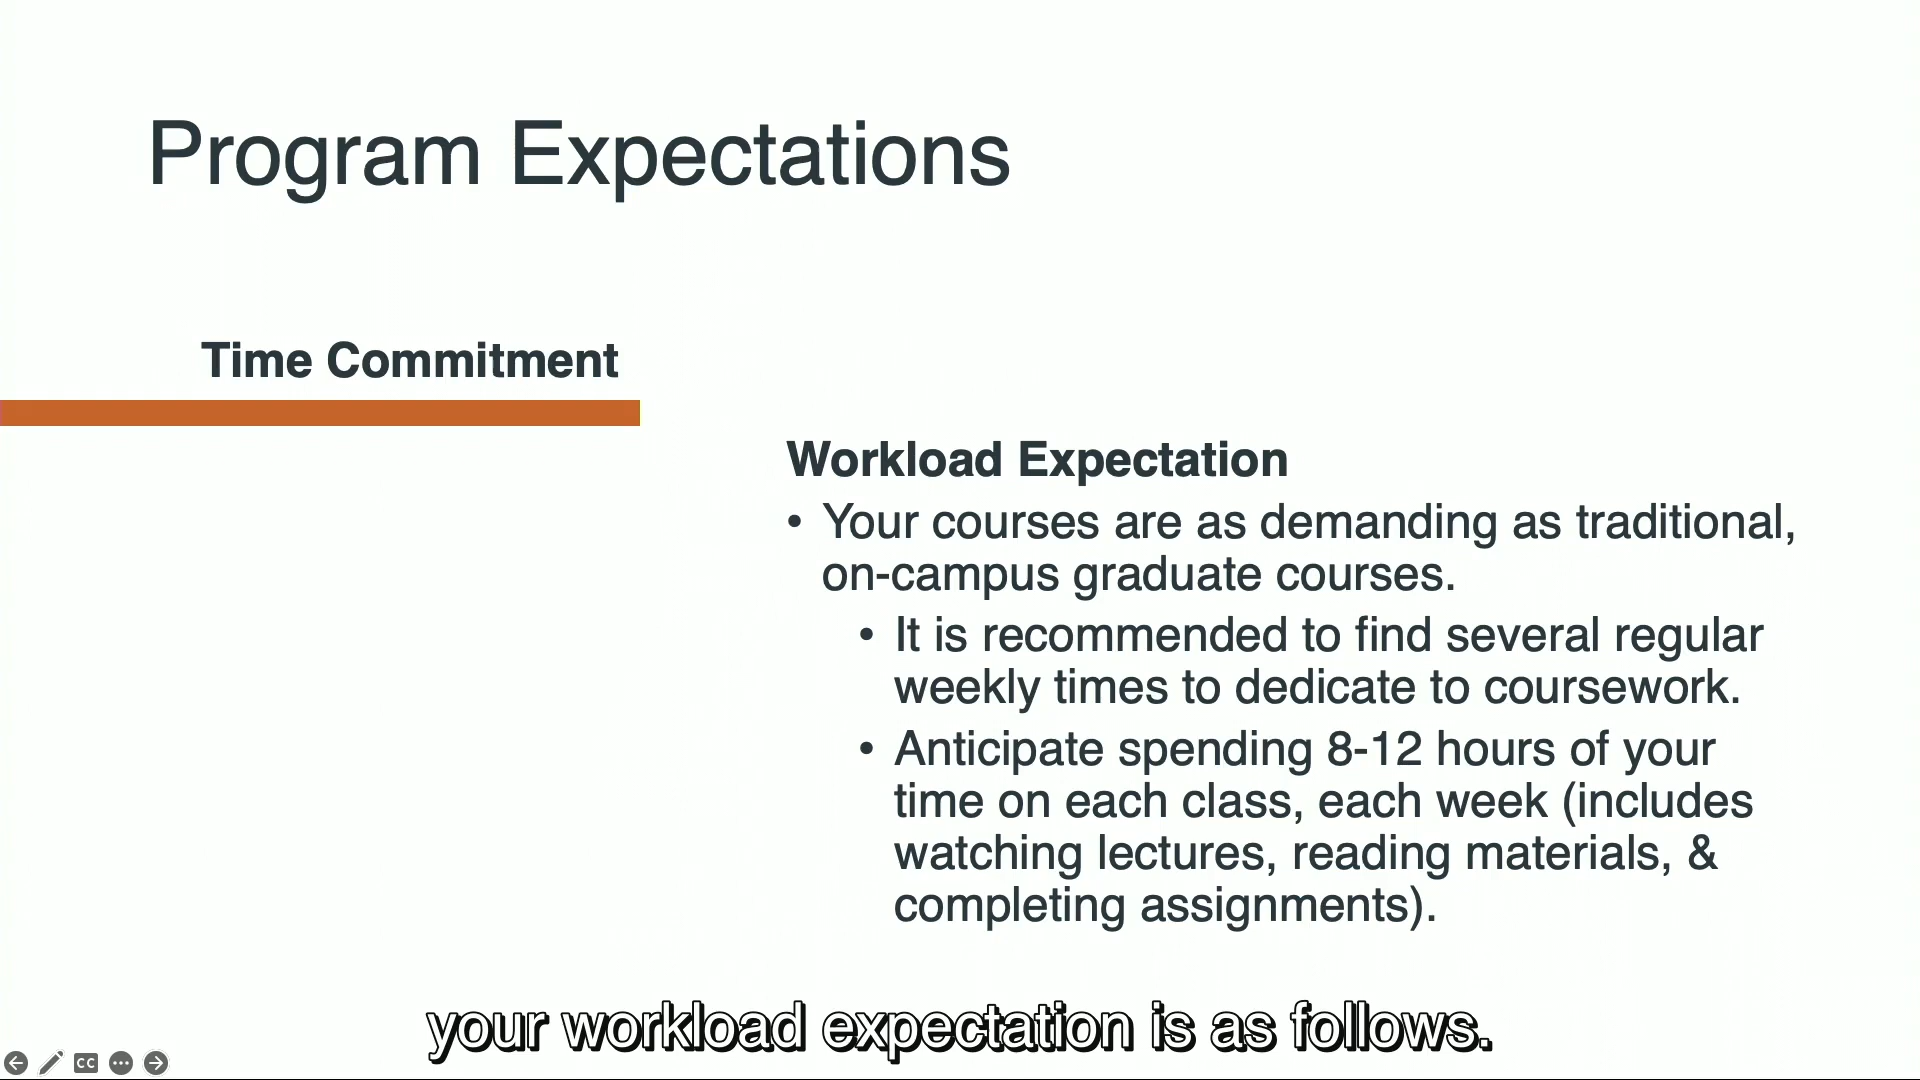 Program Expectations
Time Commitment
Workload Expectation
• Your courses are as demanding as traditional,
on-campus graduate courses.
• It is recommended to find several regular
weekly times to dedicate to coursework.
• Anticipate spending 8-12 hours of your
time on each class, each week (includes
watching lectures, reading materials, &
completing assignments).
your workload expectation is as follows.
CC